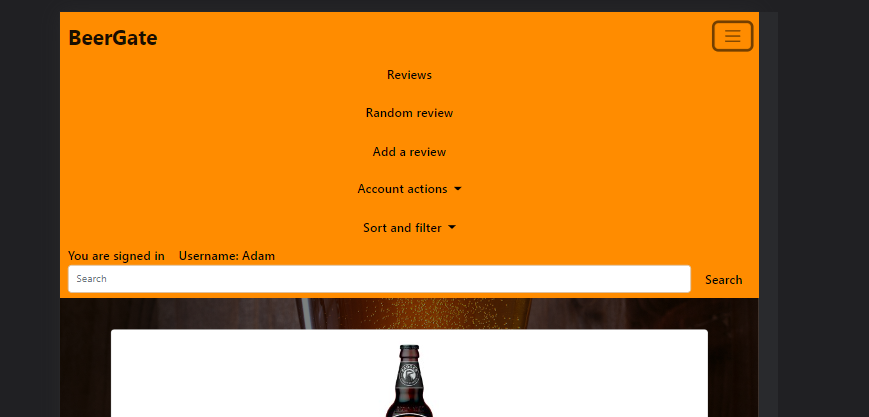 BeerGate
Reviews
Random review
Add a review
Account actions
Sort and filter
You are signed in Username: Adam
Search Search